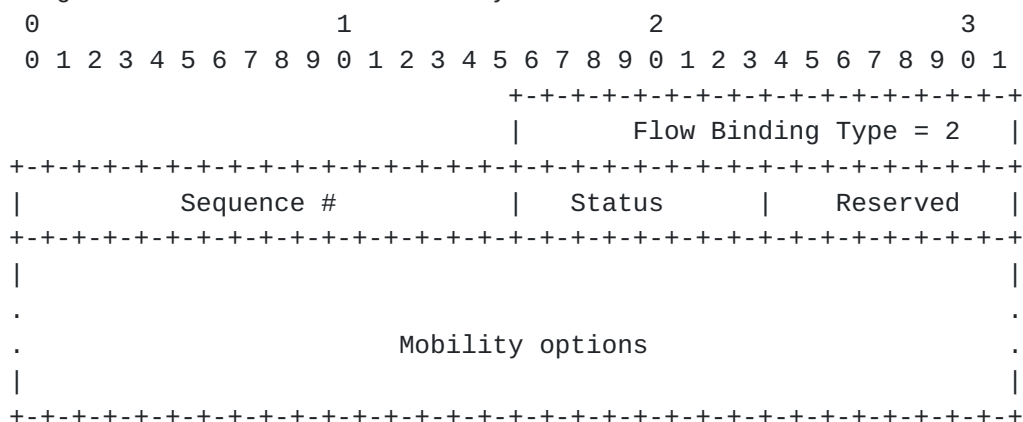 0                   1                   2                   3
0 1 2 3 4 5 6 7 8 9 0 1 2 3 4 5 6 7 8 9 0 1 2 3 4 5 6 7 8 9 0 1
                               +-+-+-+-+-+-+-+-+-+-+-+-+-+-+-+-+
                               |       Flow Binding Type = 2   |
+-+-+-+-+-+-+-+-+-+-+-+-+-+-+-+-+-+-+-+-+-+-+-+-+-+-+-+-+-+-+-+-+
|          Sequence #           |   Status      |    Reserved   |
+-+-+-+-+-+-+-+-+-+-+-+-+-+-+-+-+-+-+-+-+-+-+-+-+-+-+-+-+-+-+-+-+
|                                                               |
.                                                               .
.                        Mobility options                       .
|                                                               |
+-+-+-+-+-+-+-+-+-+-+-+-+-+-+-+-+-+-+-+-+-+-+-+-+-+-+-+-+-+-+-+-+